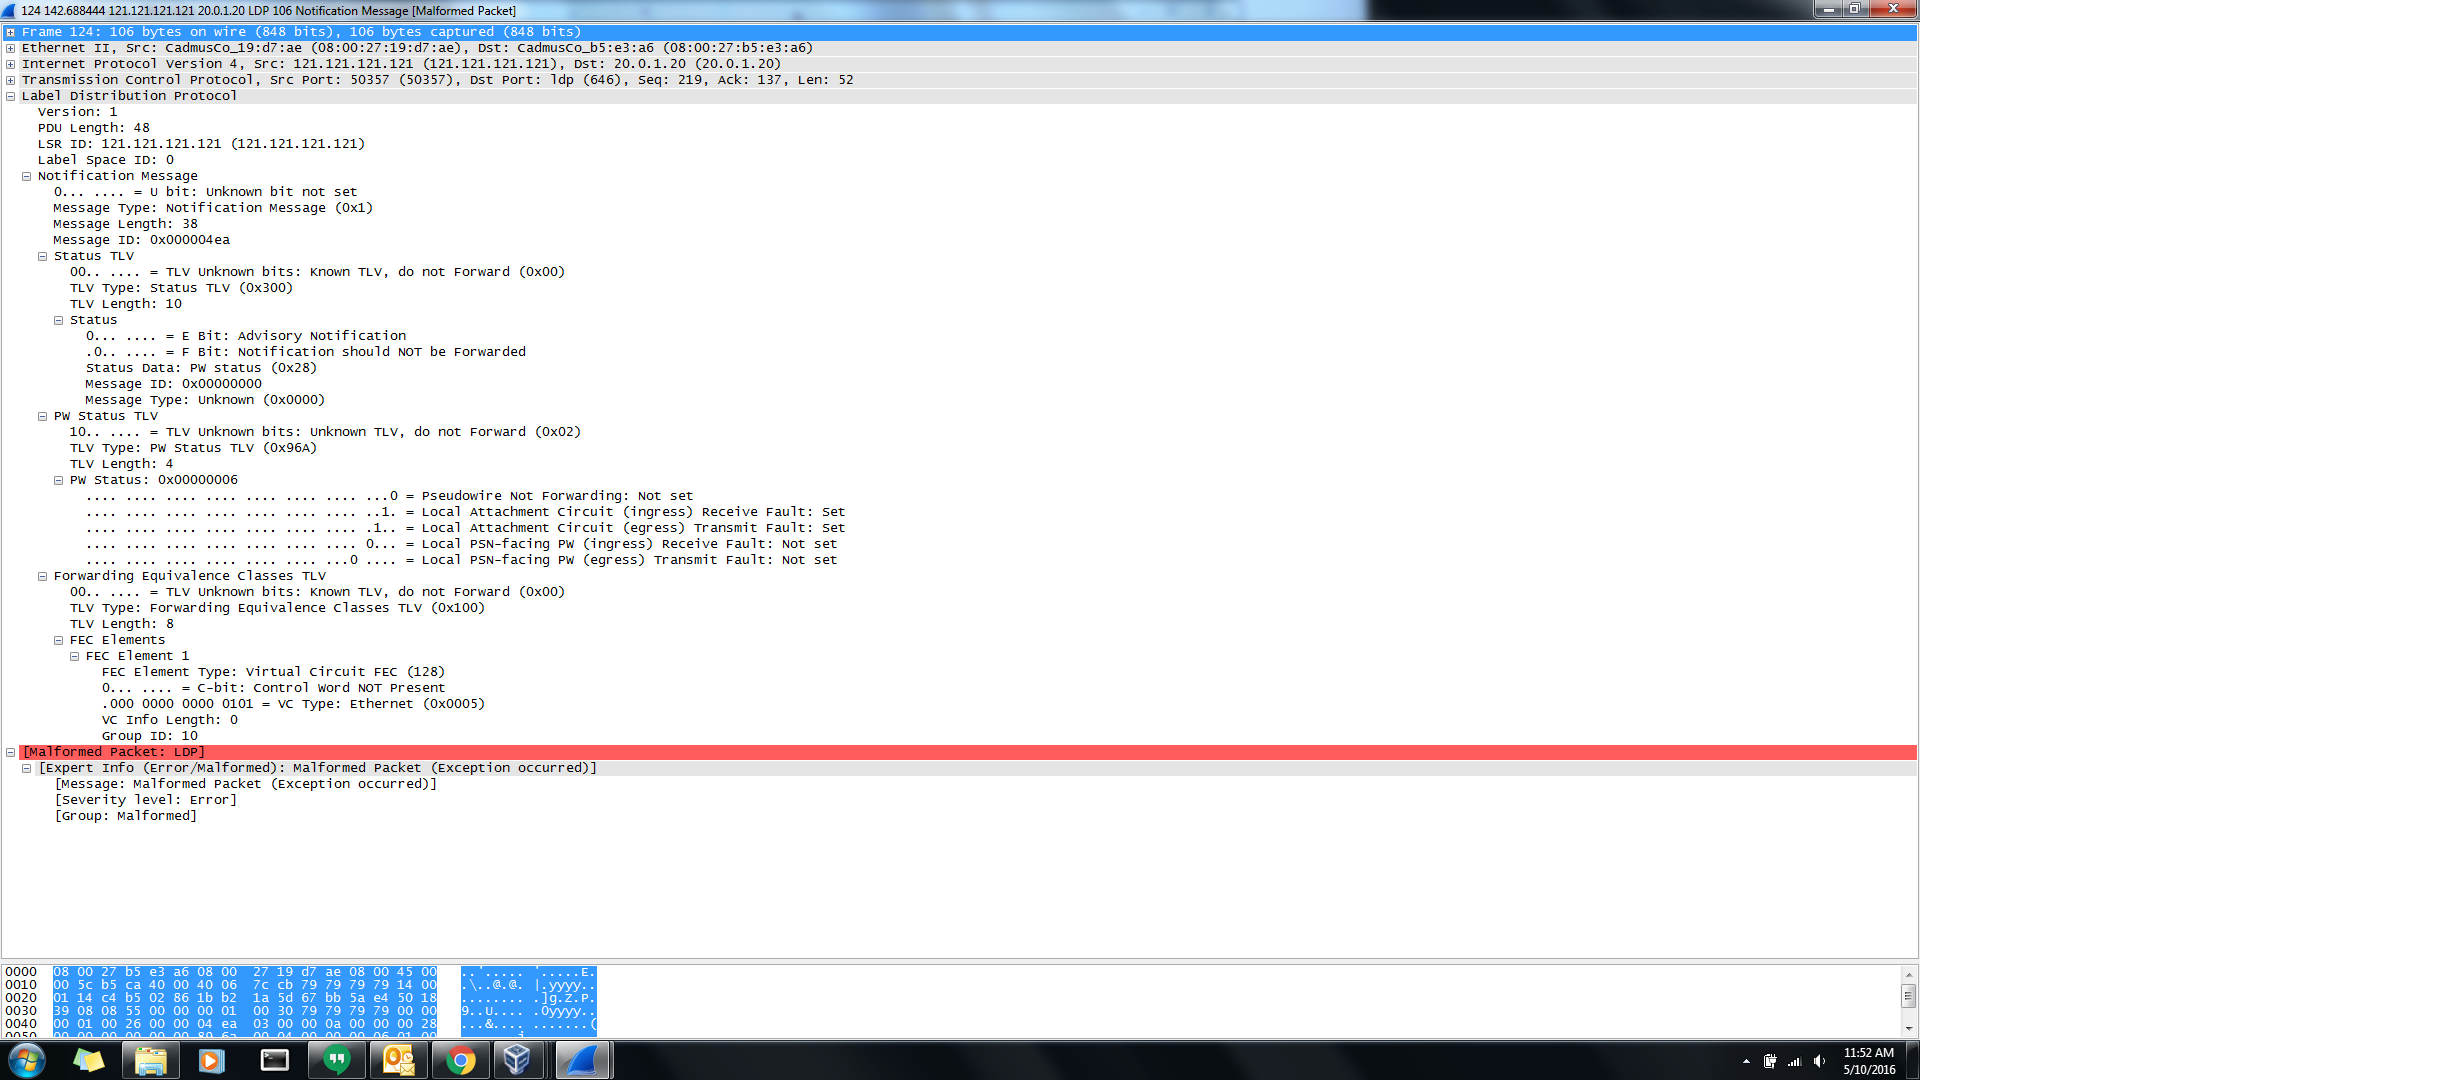 124 142.688444 121.121.121.121 20.0.1.20 LDP 106 Notification Message [Malformed Packet]
Frame 124: 106 bytes on wire (848 bits), 106 bytes captured (848 bits)
Ethernet II, Src: CadmusCo_19:d7:ae (08:00:27:19:d7:ae), Dst: CadmusCo_b5:e3:a6 (08:00:27:b5:e3:a6)
Internet Protocol Version 4, Src: 121.121.121.121 (121.121.121.121), Dst: 20.0.1.20 (20.0.1.20)
Transmission Control Protocol, Src Port: 50357 (50357), Dst Port: ldp (646), Seq: 219, Ack: 137, Len: 52
Label Distribution Protocol
Version: 1
PDU Length: 48
LSR ID: 121.121.121.121 (121.121.121.121)
Label Space ID: 0
Notification Message
0... .... = U bit: Unknown bit not set
Message Type: Notification Message (0x1)
Message Length: 38
Message ID: 0x000004ea
Status TLV
00.. .... = TLV Unknown bits: Known TLV, do not Forward (0x00)
TLV Type: Status TLV (0x300)
TLV Length: 10
Status
0... .... = E Bit: Advisory Notification
.0.. .... = F Bit: Notification should NOT be Forwarded
Status Data: PW status (0x28)
Message ID: 0x00000000
Message Type: Unknown (0x0000)
PW Status TLV
10.. .... = TLV Unknown bits: Unknown TLV, do not Forward (0x02)
TLV Type: PW Status TLV (0x96A)
TLV Length: 4
PW Status: 0x00000006
.... .... .... .... .... .... .... ...0 = Pseudowire Not Forwarding: Not set
.... .... .... .... .... .... .... ..1. = Local Attachment Circuit (ingress) Receive Fault: Set
.... .... .... .... .... .... .... .1.. = Local Attachment Circuit (egress) Transmit Fault: Set
.... .... .... .... .... .... .... 0... = Local PSN-facing PW (ingress) Receive Fault: Not set
.... .... .... .... .... .... ...0 .... = Local PSN-facing PW (egress) Transmit Fault: Not set
Forwarding Equivalence Classes TLV
00.. .... = TLV Unknown bits: Known TLV, do not Forward (0x00)
TLV Type: Forwarding Equivalence Classes TLV (0x100)
TLV Length: 8
FEC Elements
FEC Element 1
FEC Element Type: Virtual Circuit FEC (128)
0... .... = C-bit: Control Word NOT Present
.000 0000 0000 0101 = VC Type: Ethernet (0x0005)
VC Info Length: 0
Group ID: 10
[Malformed Packet: LDP]
[Expert Info (Error/Malformed): Malformed Packet (Exception occurred)]
[Message: Malformed Packet (Exception occurred)]
[Severity level: Error]
[Group: Malformed]
0000 08 00 27 b5 e3 a6 08 00 27 19 d7 ae 08 00 45 00 ..'..... '.....E.
0010 00 5c b5 ca 40 00 40 06 7c cb 79 79 79 79 14 00 .\..@.@. |.yyyy..
0020 01 14 c4 b5 02 86 1b b2 1a 5d 67 bb 5a e4 50 18 ........ .]g.Z.P.
0030 39 08 08 55 00 00 00 01 00 30 79 79 79 79 00 00 9..U.... .0yyyy..
0040 00 01 00 26 00 00 04 ea 03 00 00 0a 00 00 00 28 ...&.... .......(
0050 00 00 00 00 00 00 89 6a 00 04 00 00 00 06 01 00
11:52 AM
5/10/2016